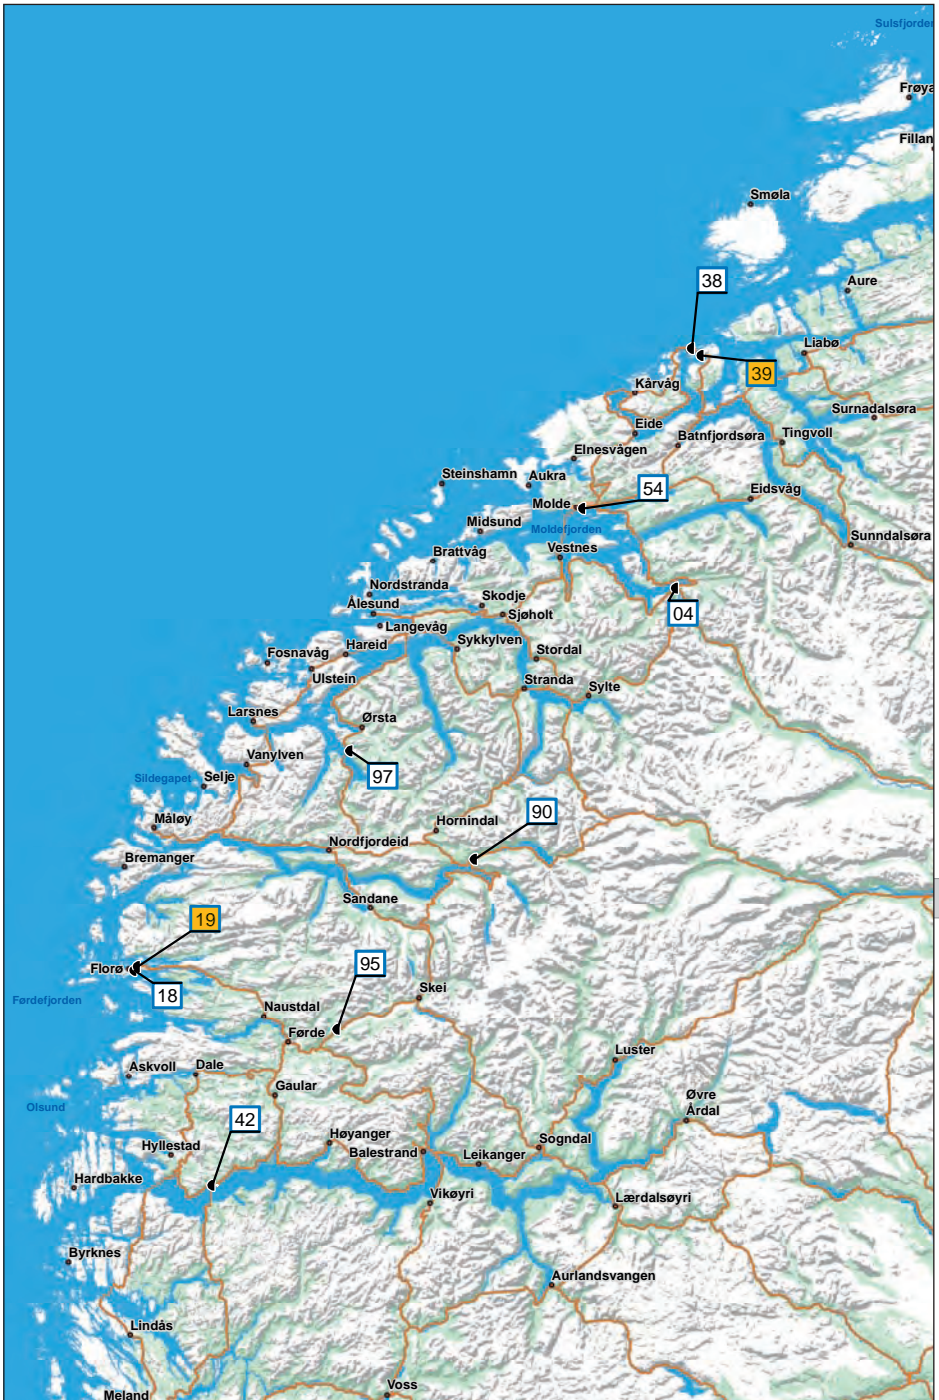 Sulsfjorden
Frøya
Fillan
Smøla
38
Aure
Liabø
39
Kårvåg
Surnadalsøra
Eide
Batnfjordsøra
Tingvoll
Elnesvågen
Steinshamn
Aukra
54
Eidsvåg
Molde
Midsund
Moldefjorden
Sunndalsøra
Brattvåg
Vestnes
Nordstranda
Skodje
Ålesund
Sjøholt
04
Langevåg
Hareid
Sykkylven
Fosnavåg
Stordal
Ulstein
Stranda
Sylte
Larsnes
Ørsta
Vanylven
Sildegapet
Selje
97
Måløy
Hornindal
90
Nordfjordeid
Bremanger
Sandane
19
Florø
95
Skei
18
Førdefjorden
Naustdal
Førde
Luster
Askvoll
Dale
Gaular
Øvre
Årdal
Olsund
42
Høyanger
Hyllestad
Balestrand
Sogndal
Leikanger
Hardbakke
Vikøyri
Lærdalsøyri
Byrknes
Aurlandsvangen
Lindås
Voss
Meland